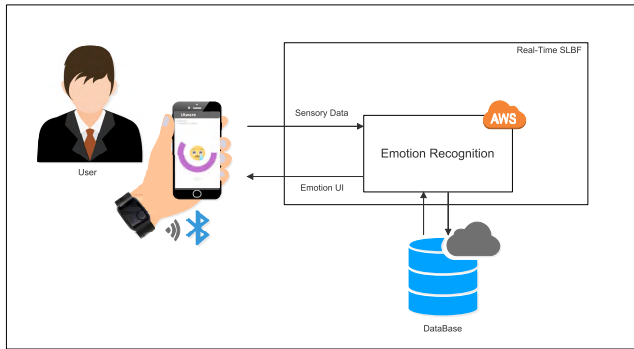 Real-Time SLBF
AWS
Sensory Data
Emotion Recognition
Emotion UI
User
DataBase